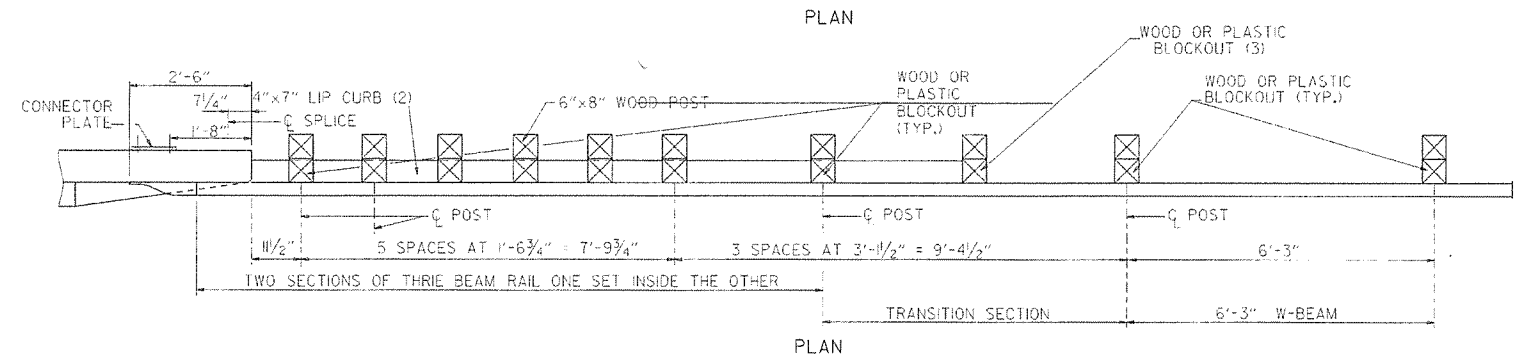 PLAN
WOOD OR PLASTIC
BLOCKOUT (3)
2'-6"
7 1/4"
4"x7" LIP CURB (2)
6"x8" WOOD POST
WOOD OR
PLASTIC
BLOCKOUT
(TYP.)
WOOD OR PLASTIC
BLOCKOUT (TYP.)
CONNECTOR
PLATE
℄ SPLICE
1'-8"
℄ POST
℄ POST
℄ POST
11 1/2"
5 SPACES AT 1'-6 3/4" = 7'-9 3/4"
3 SPACES AT 3'-1 1/2" = 9'-4 1/2"
6'-3"
TWO SECTIONS OF THRIE BEAM RAIL ONE SET INSIDE THE OTHER
TRANSITION SECTION
6'-3" W-BEAM
PLAN